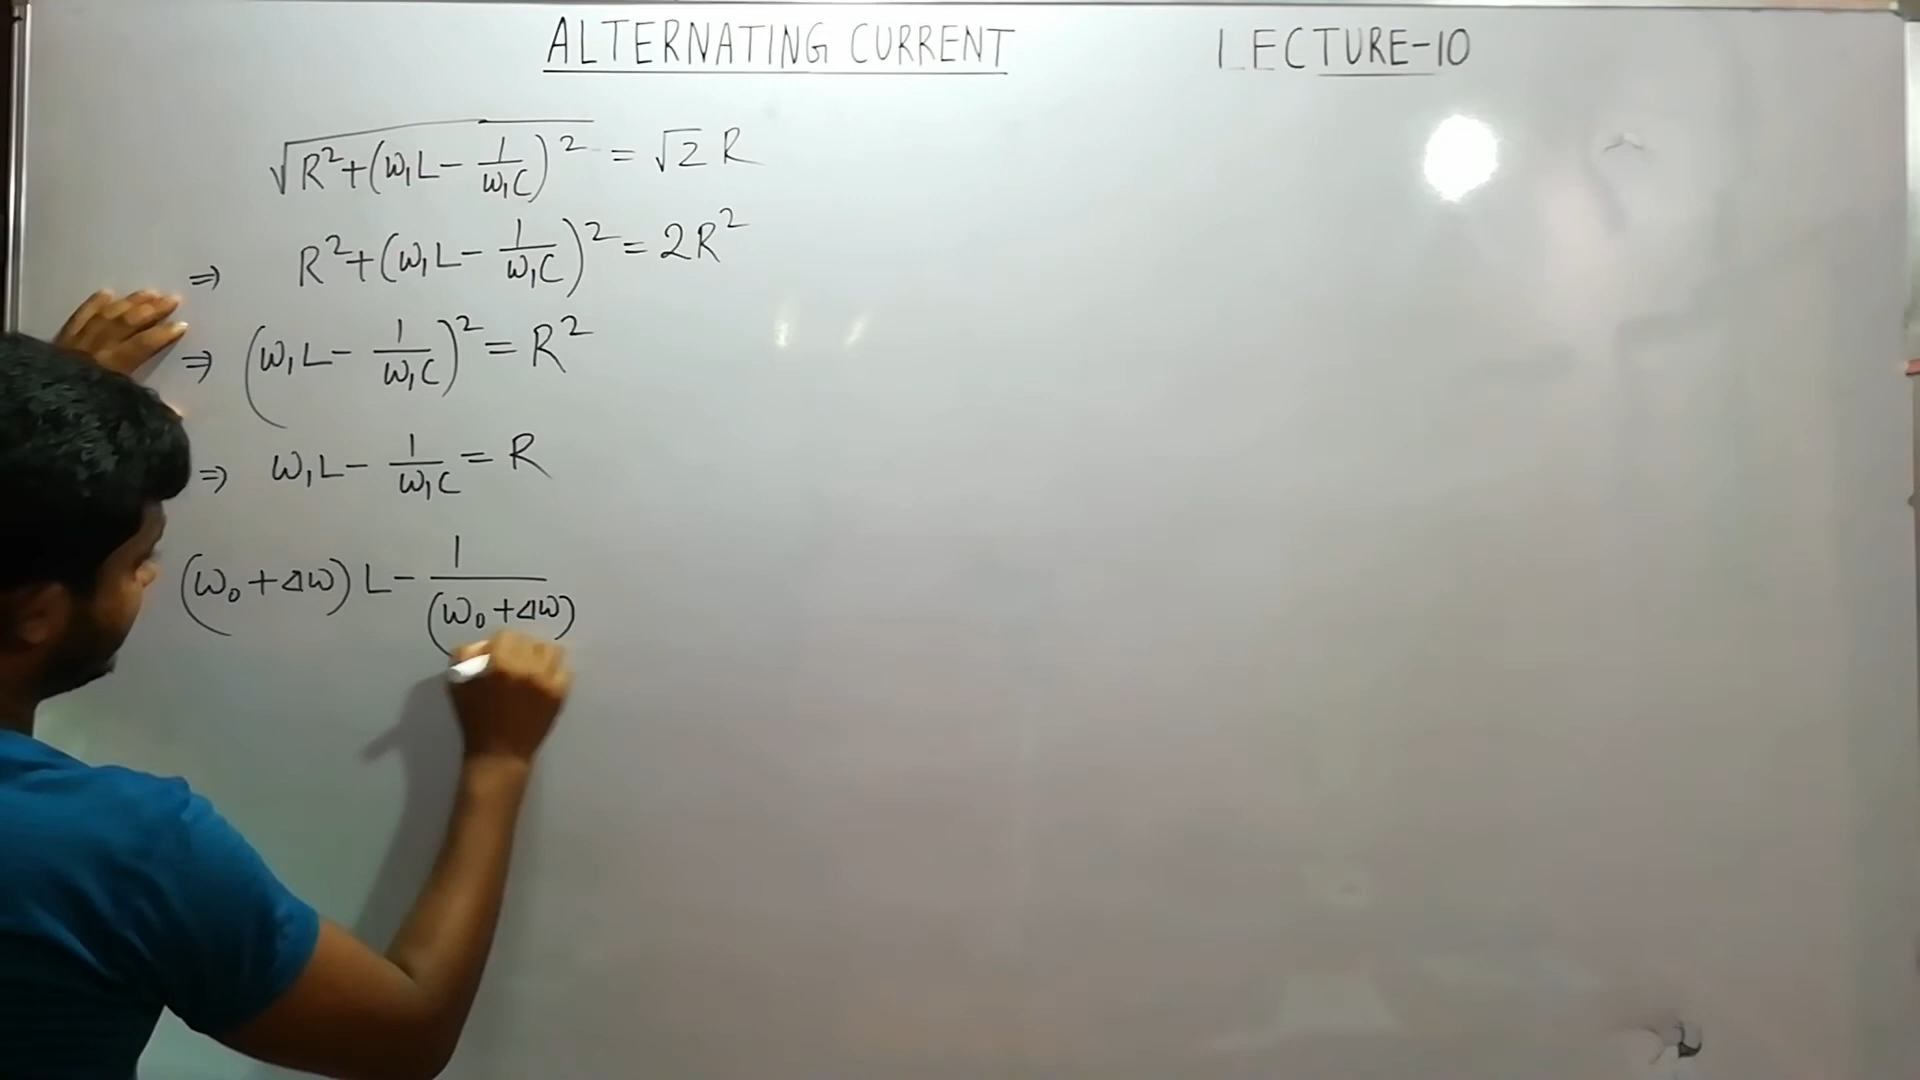 ALTERNATING CURRENT LECTURE-10
√(R²+(ω₁L-1/ω₁C)²) = √2 R
⇒ R²+(ω₁L-1/ω₁C)² = 2R²
⇒ (ω₁L-1/ω₁C)² = R²
⇒ ω₁L-1/ω₁C = R
(ω₀+Δω)L-1/(ω₀+Δω)